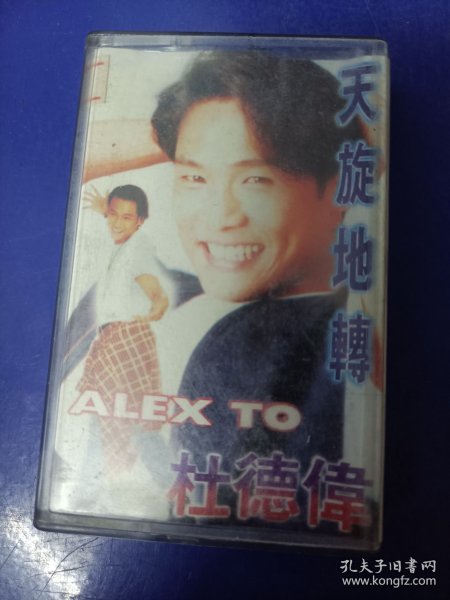 天旋地轉
ALEX TO
杜德偉
孔夫子旧书网
www.kongfz.com